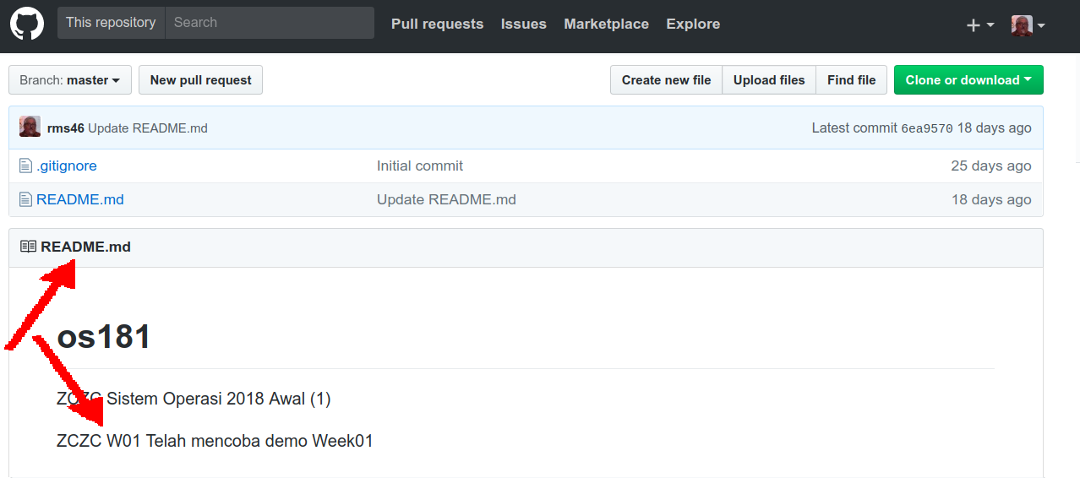 This repository Search Pull requests Issues Marketplace Explore
Branch: master New pull request Create new file Upload files Find file Clone or download
rms46 Update README.md Latest commit 6ea9570 18 days ago
.gitignore Initial commit 25 days ago
README.md Update README.md 18 days ago
README.md
os181
ZCZC Sistem Operasi 2018 Awal (1)
ZCZC W01 Telah mencoba demo Week01